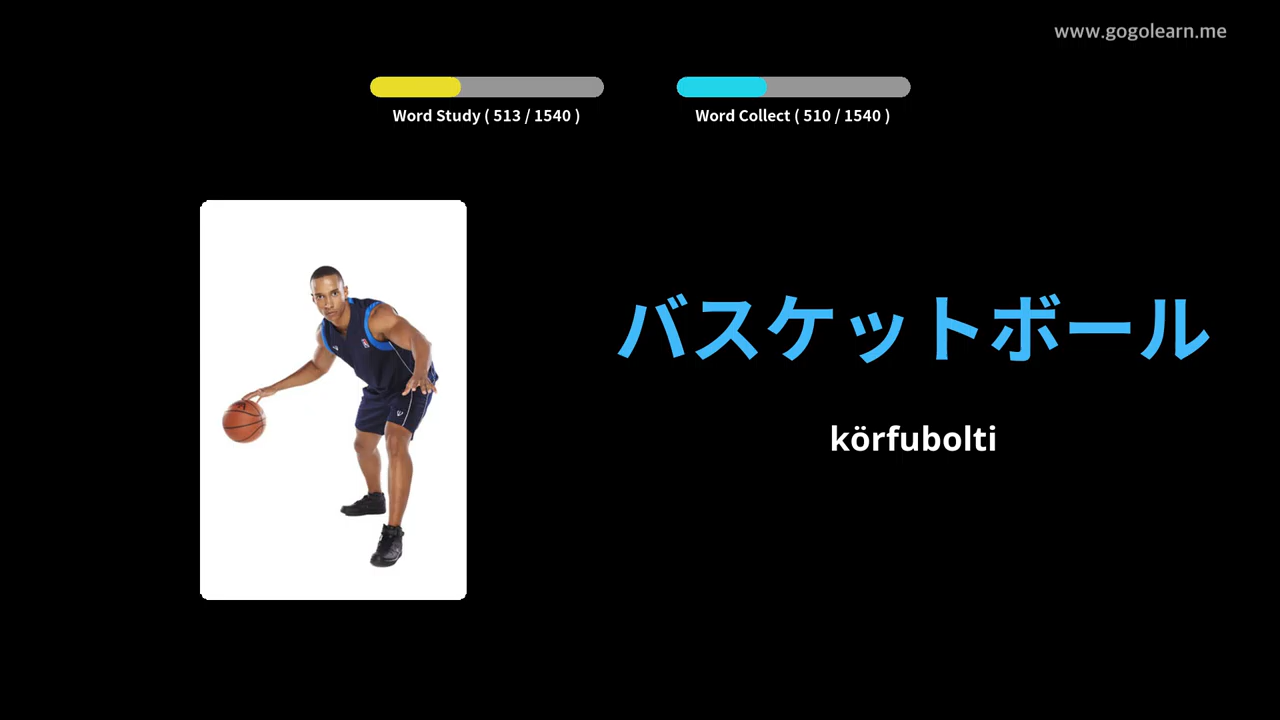 www.gogolearn.me
Word Study ( 513 / 1540 )
Word Collect ( 510 / 1540 )
バスケットボール
körfubolti